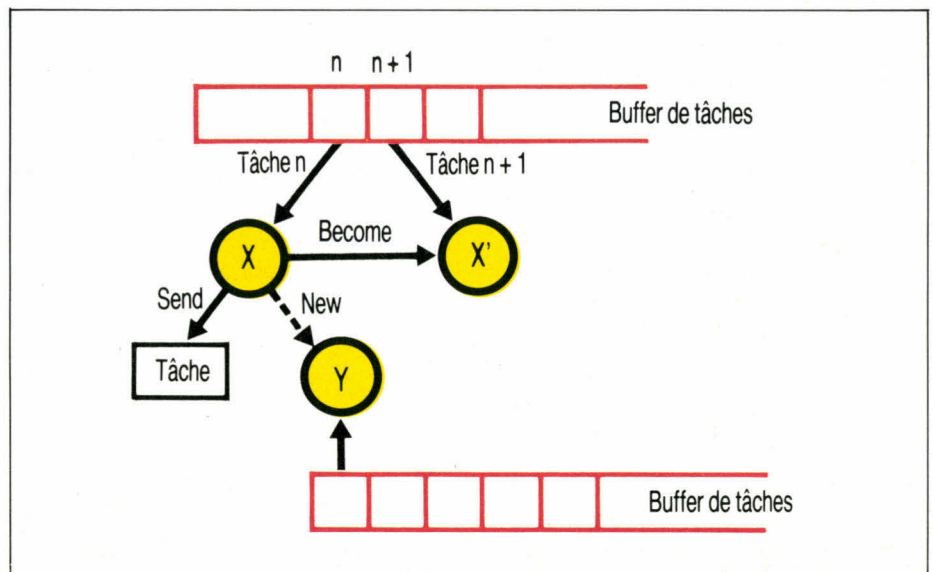 n n + 1
Buffer de tâches
Tâche n Tâche n + 1
Become
X X'
Send New
Tâche
Y
Buffer de tâches